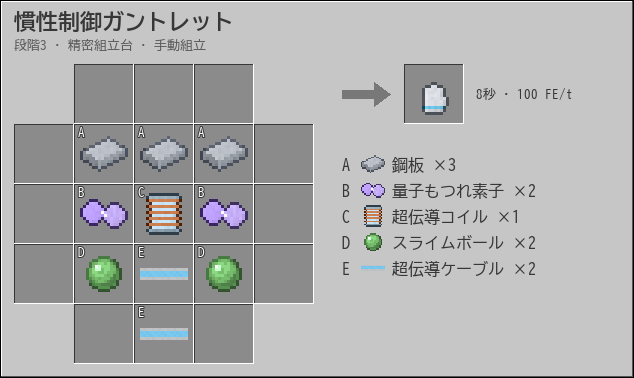 慣性制御ガントレット
段階3 · 精密組立台 · 手動組立
A A A
B C B
D E D
E
8秒 · 100 FE/t
A 鋼板 ×3
B 量子もつれ素子 ×2
C 超伝導コイル ×1
D スライムボール ×2
E 超伝導ケーブル ×2